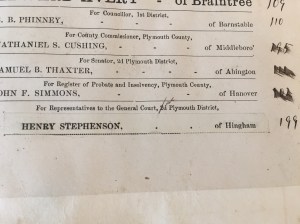 of Braintree 109
For Councillor, 1st District,
B. PHINNEY, - - - of Barnstable 110
For County Commissioner, Plymouth County,
NATHANIEL S. CUSHING, - - of Middleboro'
For Senator, 2d Plymouth District,
SAMUEL B. THAXTER, - - - of Abington
For Register of Probate and Insolvency, Plymouth County,
JOHN F. SIMMONS, - - - of Hanover
For Representatives to the General Court, Plymouth District,
HENRY STEPHENSON, - - of Hingham 199